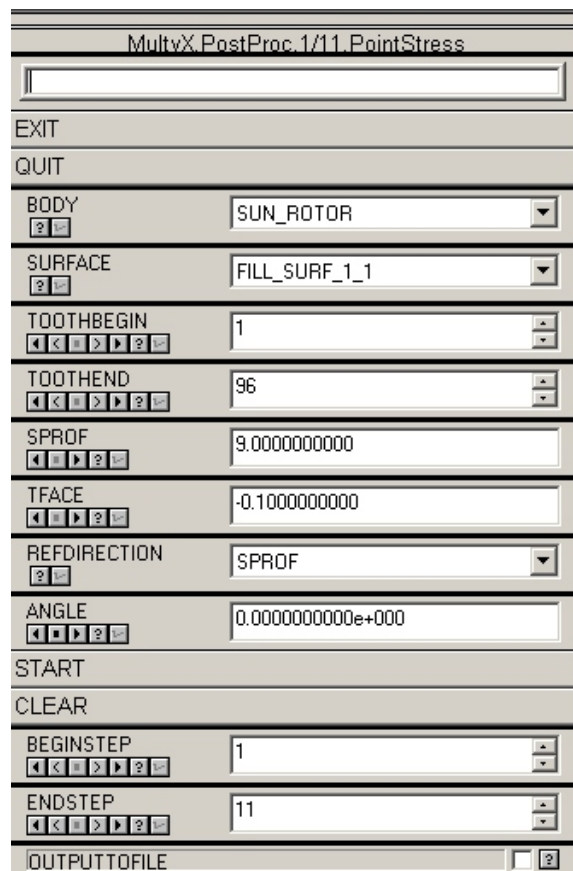 MultyX.PostProc.1/11.PointStress
EXIT
QUIT
BODY
SUN_ROTOR
SURFACE
FILL_SURF_1_1
TOOTHBEGIN
1
TOOTHEND
96
SPROF
9.0000000000
TFACE
-0.1000000000
REFDIRECTION
SPROF
ANGLE
0.0000000000e+000
START
CLEAR
BEGINSTEP
1
ENDSTEP
11
OUTPUTTOFILE